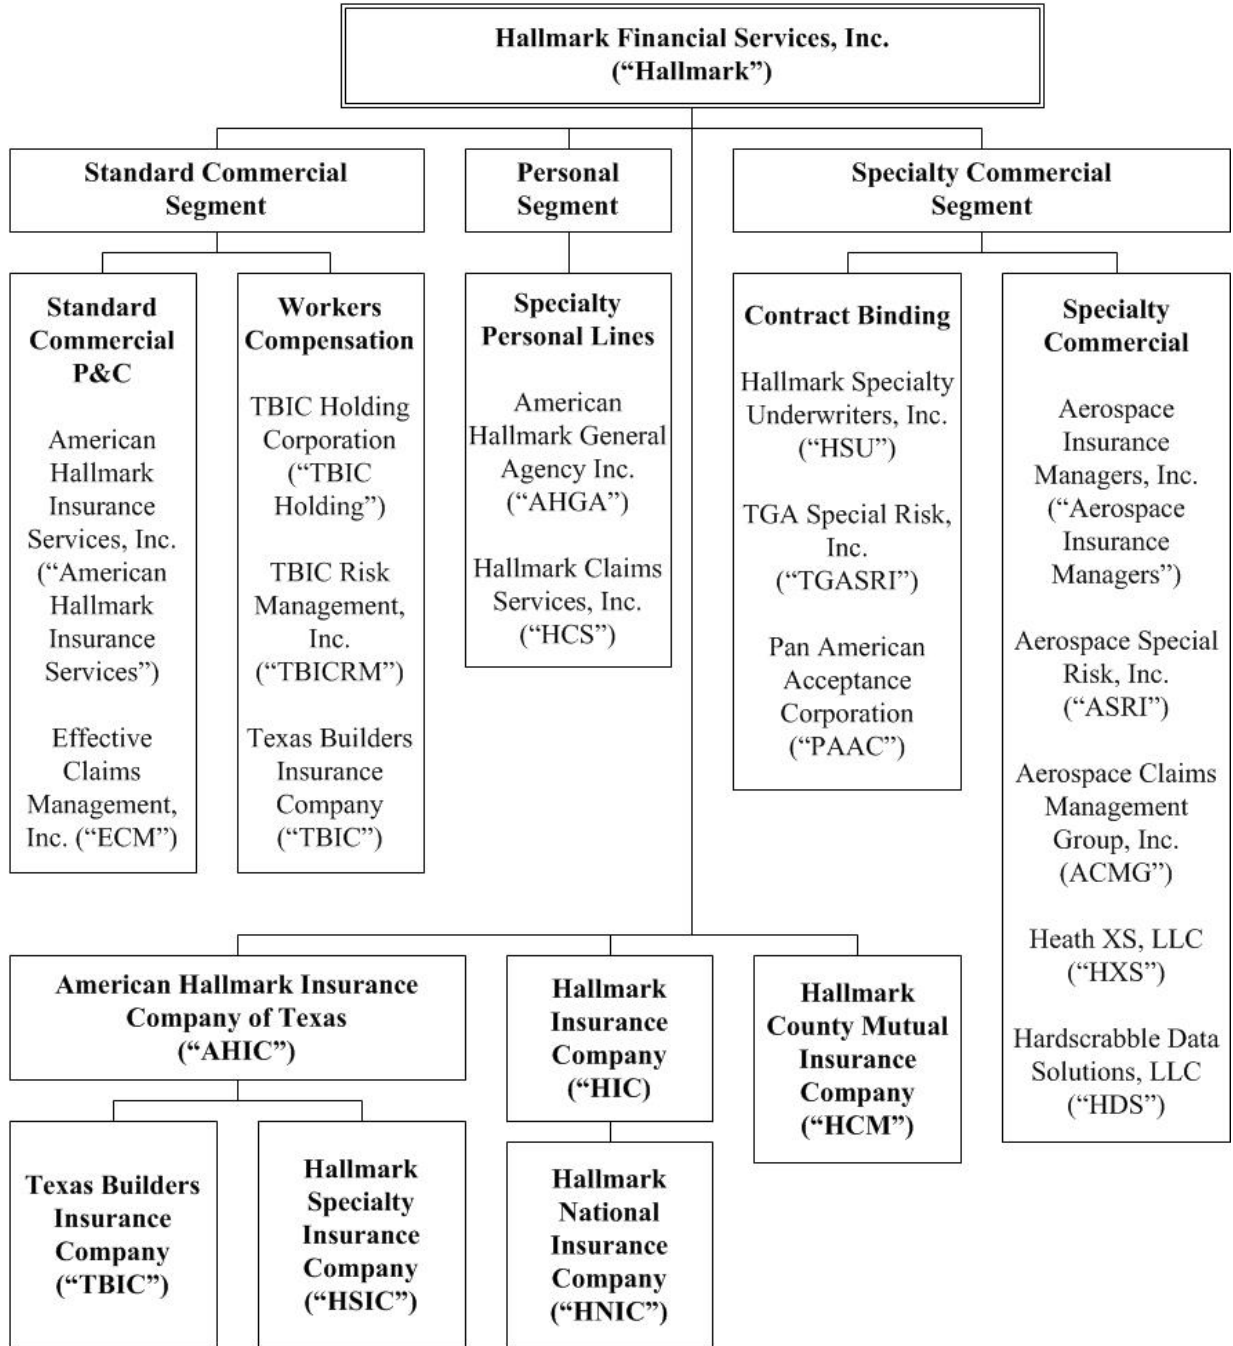 Hallmark Financial Services, Inc.
(“Hallmark”)
Standard Commercial
Segment
Personal
Segment
Specialty Commercial
Segment
Standard
Commercial
P&C
American
Hallmark
Insurance
Services, Inc.
(“American
Hallmark
Insurance
Services”)
Effective
Claims
Management,
Inc. (“ECM”)
Workers
Compensation
TBIC Holding
Corporation
(“TBIC
Holding”)
TBIC Risk
Management,
Inc.
(“TBICRM”)
Texas Builders
Insurance
Company
(“TBIC”)
Specialty
Personal Lines
American
Hallmark General
Agency Inc.
(“AHGA”)
Hallmark Claims
Services, Inc.
(“HCS”)
Contract Binding
Hallmark Specialty
Underwriters, Inc.
(“HSU”)
TGA Special Risk,
Inc.
(“TGASRI”)
Pan American
Acceptance
Corporation
(“PAAC”)
Specialty
Commercial
Aerospace
Insurance
Managers, Inc.
(“Aerospace
Insurance
Managers”)
Aerospace Special
Risk, Inc.
(“ASRI”)
Aerospace Claims
Management
Group, Inc.
(ACMG”)
Heath XS, LLC
(“HXS”)
Hardscrabble Data
Solutions, LLC
(“HDS”)
American Hallmark Insurance
Company of Texas
(“AHIC”)
Hallmark
Insurance
Company
(“HIC)
Hallmark
County Mutual
Insurance
Company
(“HCM”)
Texas Builders
Insurance
Company
(“TBIC”)
Hallmark
Specialty
Insurance
Company
(“HSIC”)
Hallmark
National
Insurance
Company
(“HNIC”)